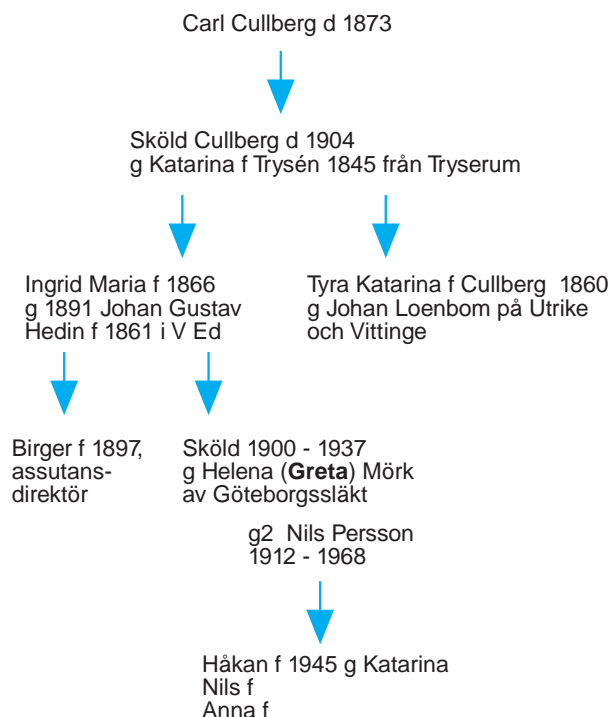 Carl Cullberg d 1873
Sköld Cullberg d 1904
g Katarina f Trysén 1845 från Tryserum
Ingrid Maria f 1866
g 1891 Johan Gustav
Hedin f 1861 i V Ed
Tyra Katarina f Cullberg 1860
g Johan Loenbom på Utrike
och Vittinge
Birger f 1897,
assutans-
direktör
Sköld 1900 - 1937
g Helena (Greta) Mörk
av Göteborgssläkt
g2 Nils Persson
1912 - 1968
Håkan f 1945 g Katarina
Nils f
Anna f